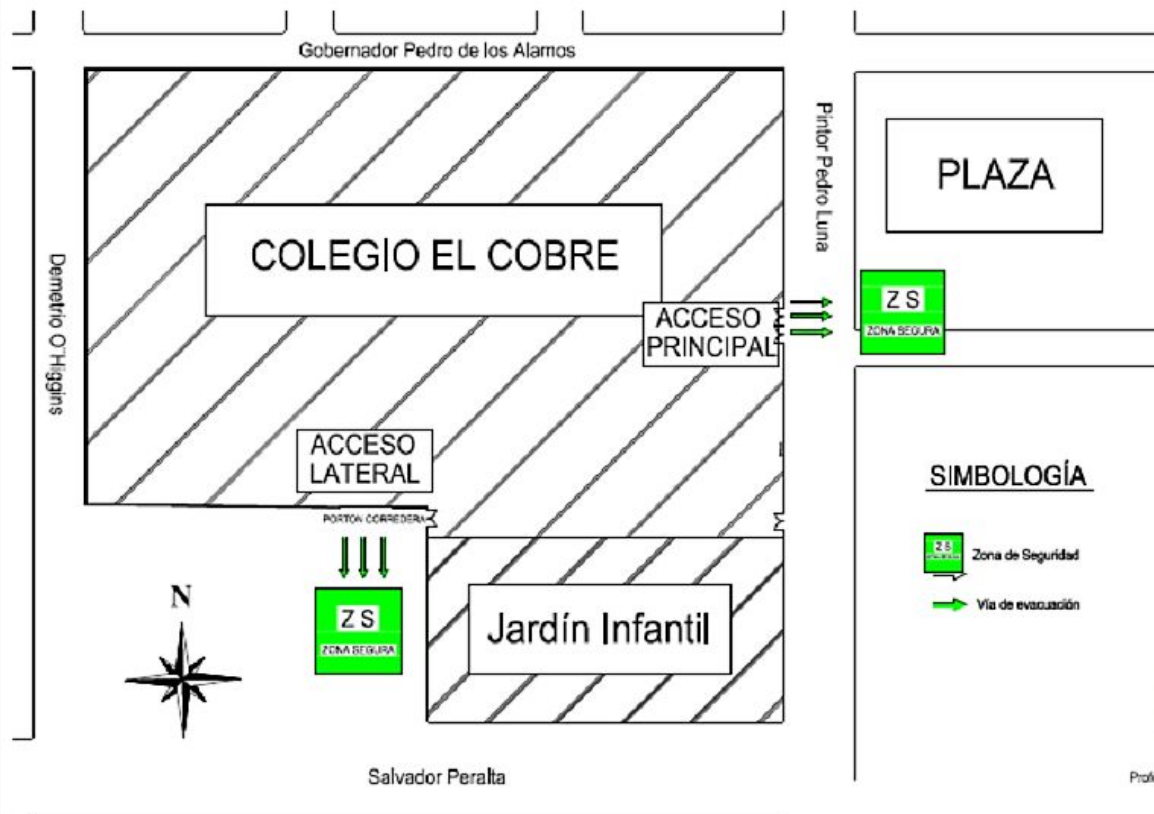 Gobernador Pedro de los Alamos
Pintor Pedro Luna
PLAZA
COLEGIO EL COBRE
Demetrio O'Higgins
Z S
ZONA SEGURA
ACCESO
PRINCIPAL
ACCESO
LATERAL
PORTON CORREDERA
SIMBOLOGÍA
Z S
Zona de Seguridad
Vía de evacuación
N
Z S
ZONA SEGURA
Jardín Infantil
Salvador Peralta